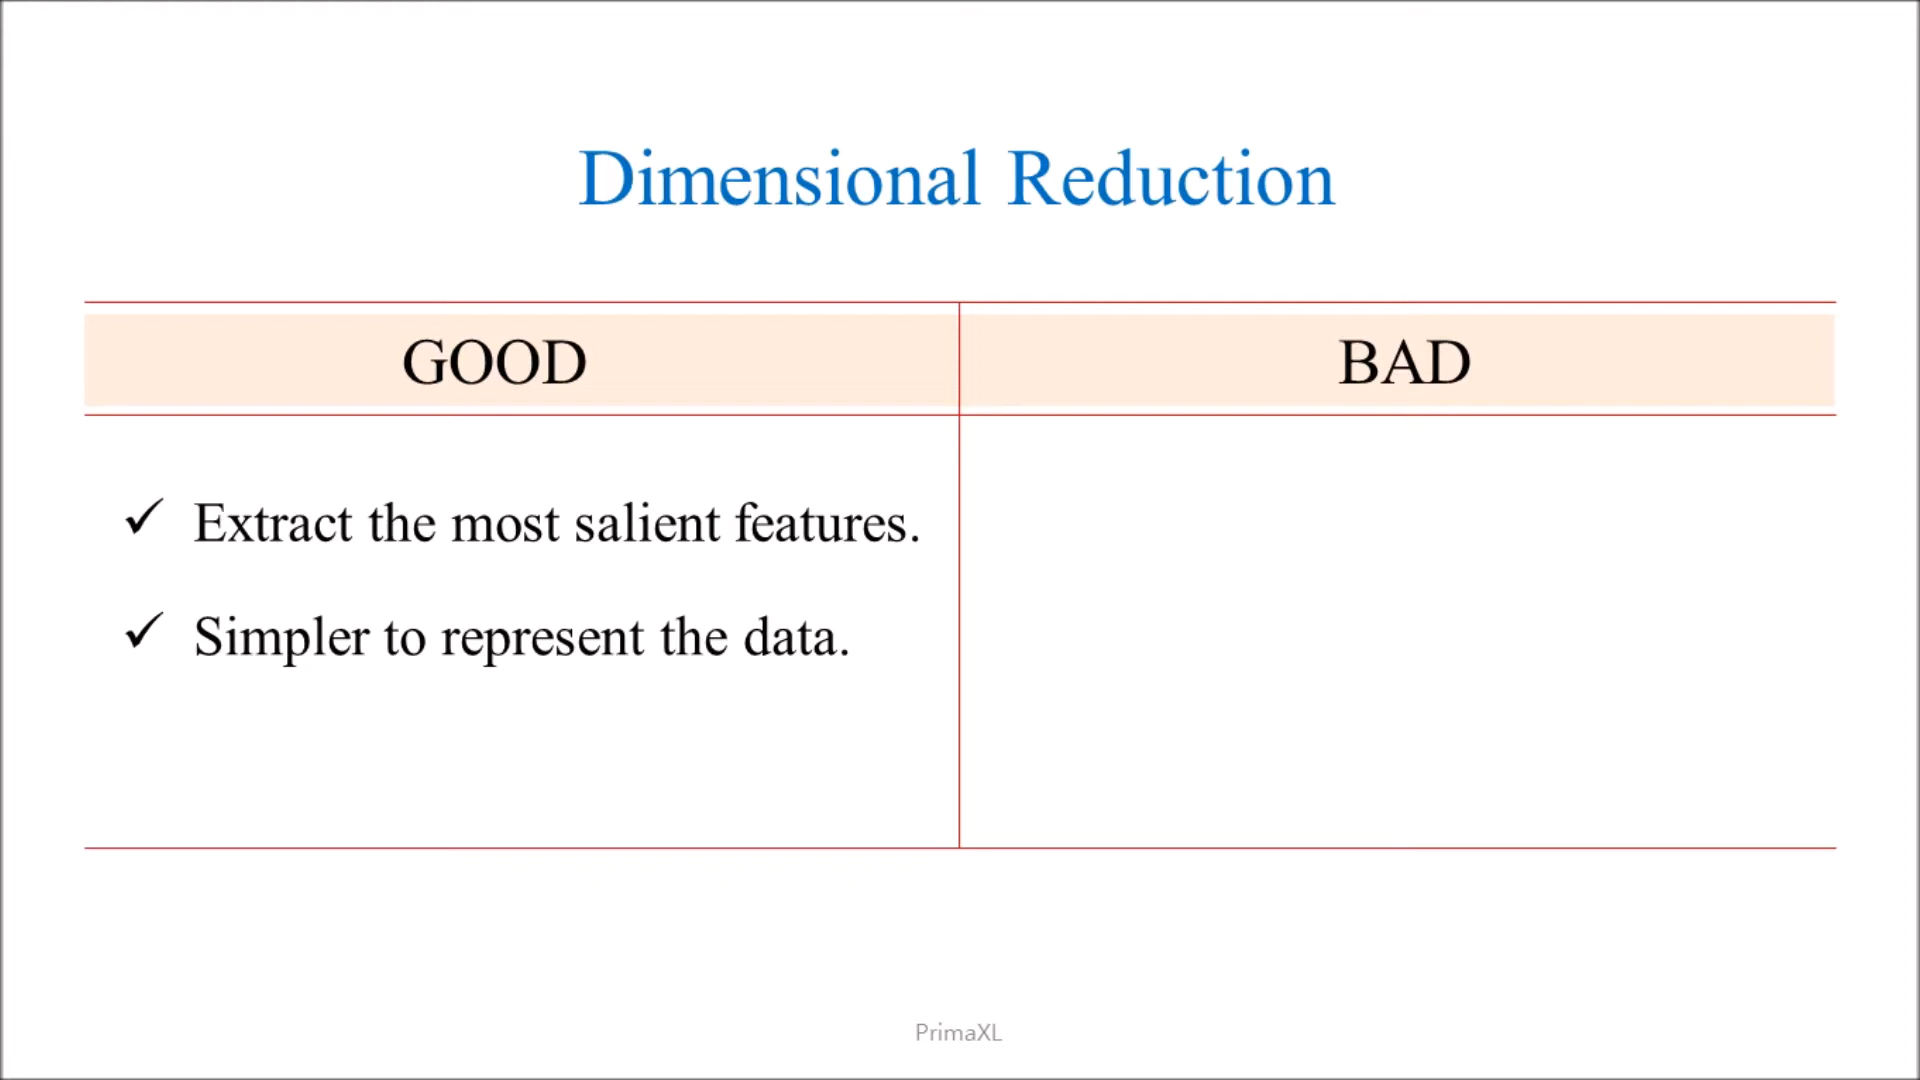 Dimensional Reduction
GOOD
BAD
✓ Extract the most salient features.
✓ Simpler to represent the data.
PrimaXL